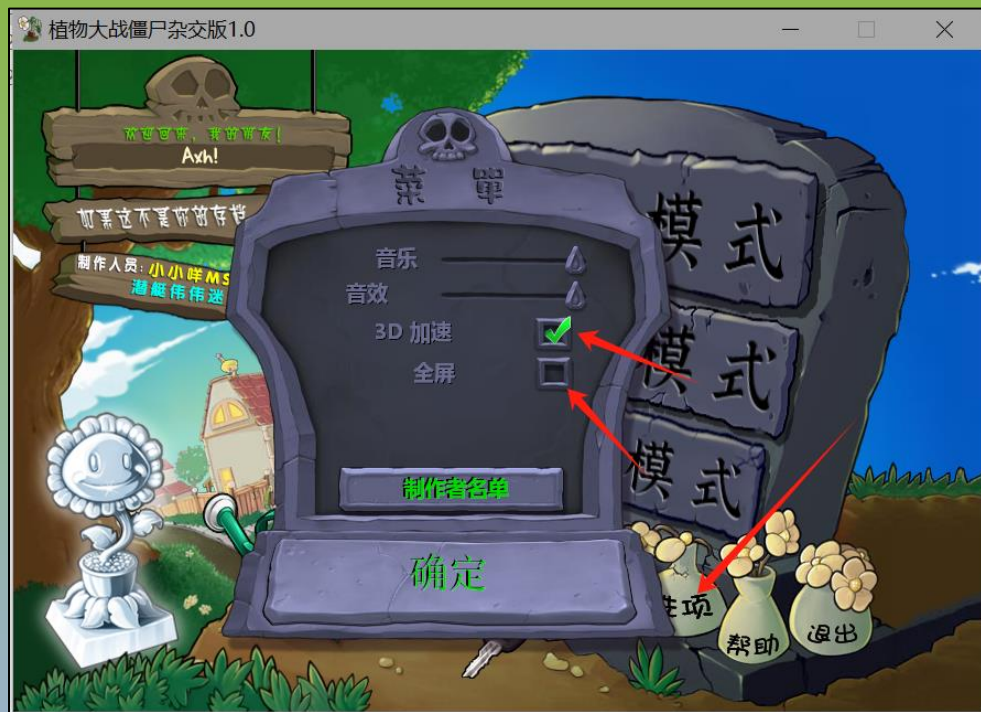 植物大战僵尸杂交版1.0
欢迎回来，我的朋友！
Axh!
如果这不是你的存档
制作人员:小小咩MS
潜艇伟伟迷
菜 單
音乐
音效
3D 加速
全屏
制作者名单
确定
模式
模式
模式
选项
帮助
退出